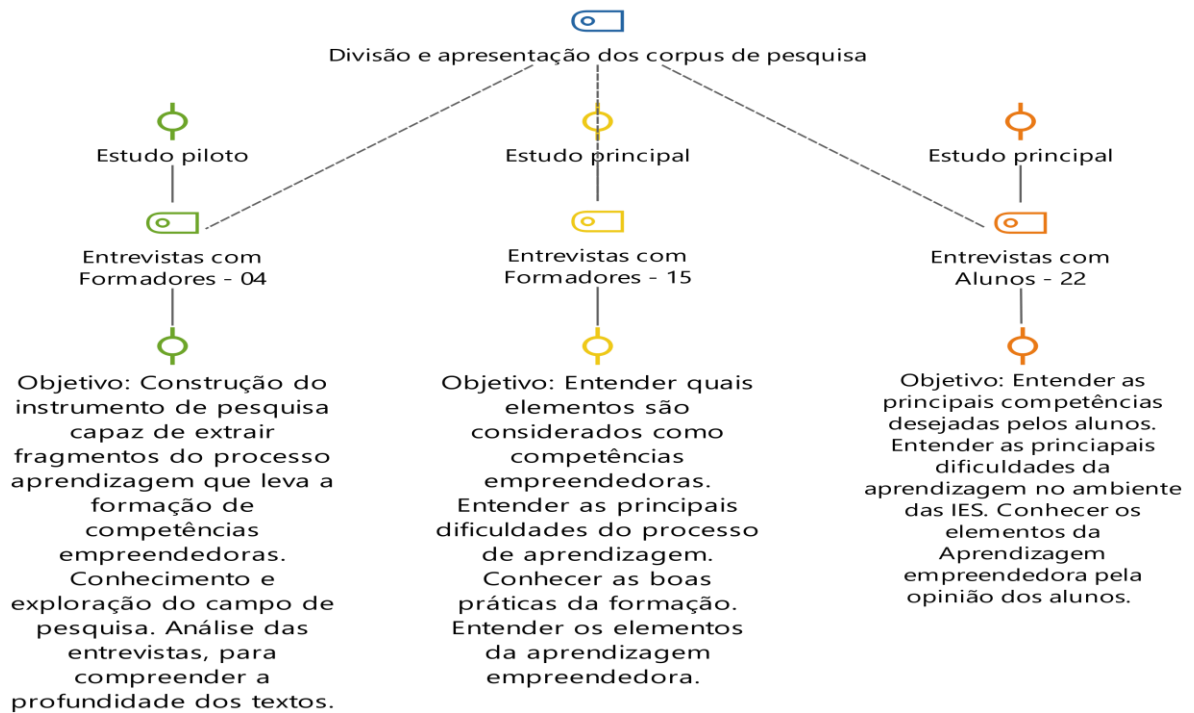 Divisão e apresentação dos corpus de pesquisa
Estudo piloto
Estudo principal
Estudo principal
Entrevistas com
Formadores - 04
Entrevistas com
Formadores - 15
Entrevistas com
Alunos - 22
Objetivo: Construção do
instrumento de pesquisa
capaz de extrair
fragmentos do processo
aprendizagem que leva a
formação de
competências
empreendedoras.
Conhecimento e
exploração do campo de
pesquisa. Análise das
entrevistas, para
compreender a
profundidade dos textos.
Objetivo: Entender quais
elementos são
considerados como
competências
empreendedoras.
Entender as principais
dificuldades do processo
de aprendizagem.
Conhecer as boas
práticas da formação.
Entender os elementos
da aprendizagem
empreendedora.
Objetivo: Entender as
principais competências
desejadas pelos alunos.
Entender as princiapais
dificuldades da
aprendizagem no ambiente
das IES. Conhecer os
elementos da
Aprendizagem
empreendedora pela
opinião dos alunos.